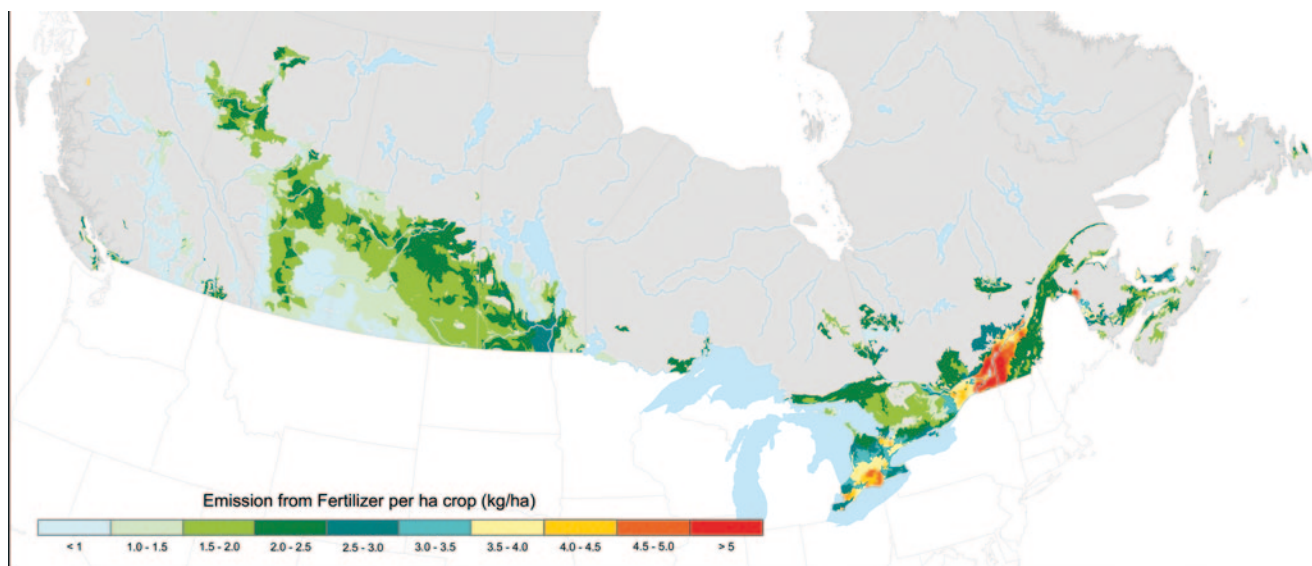 Emission from Fertilizer per ha crop (kg/ha)
< 1 1.0 - 1.5 1.5 - 2.0 2.0 - 2.5 2.5 - 3.0 3.0 - 3.5 3.5 - 4.0 4.0 - 4.5 4.5 - 5.0 > 5